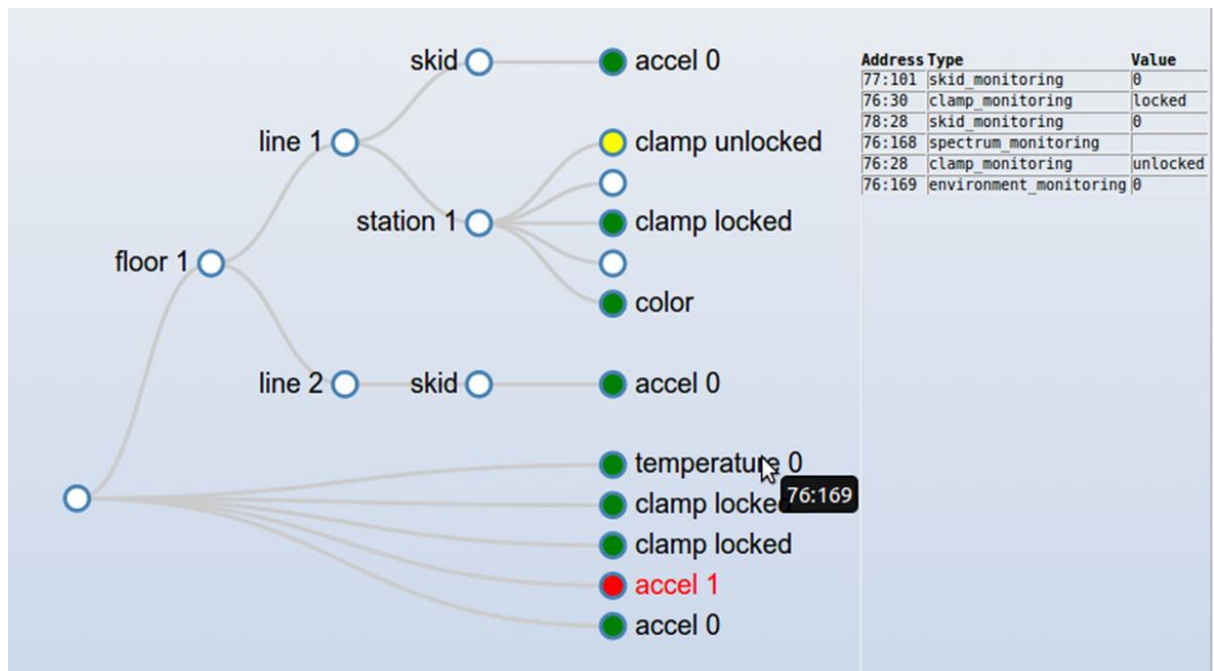 skid accel 0
line 1 clamp unlocked
station 1 clamp locked
floor 1
color
line 2 skid accel 0
temperature 0
76:169
clamp locked
clamp locked
accel 1
accel 0
Address Type Value
77:101 skid_monitoring 0
76:30 clamp_monitoring locked
78:28 skid_monitoring 0
76:168 spectrum_monitoring
76:28 clamp_monitoring unlocked
76:169 environment_monitoring 0